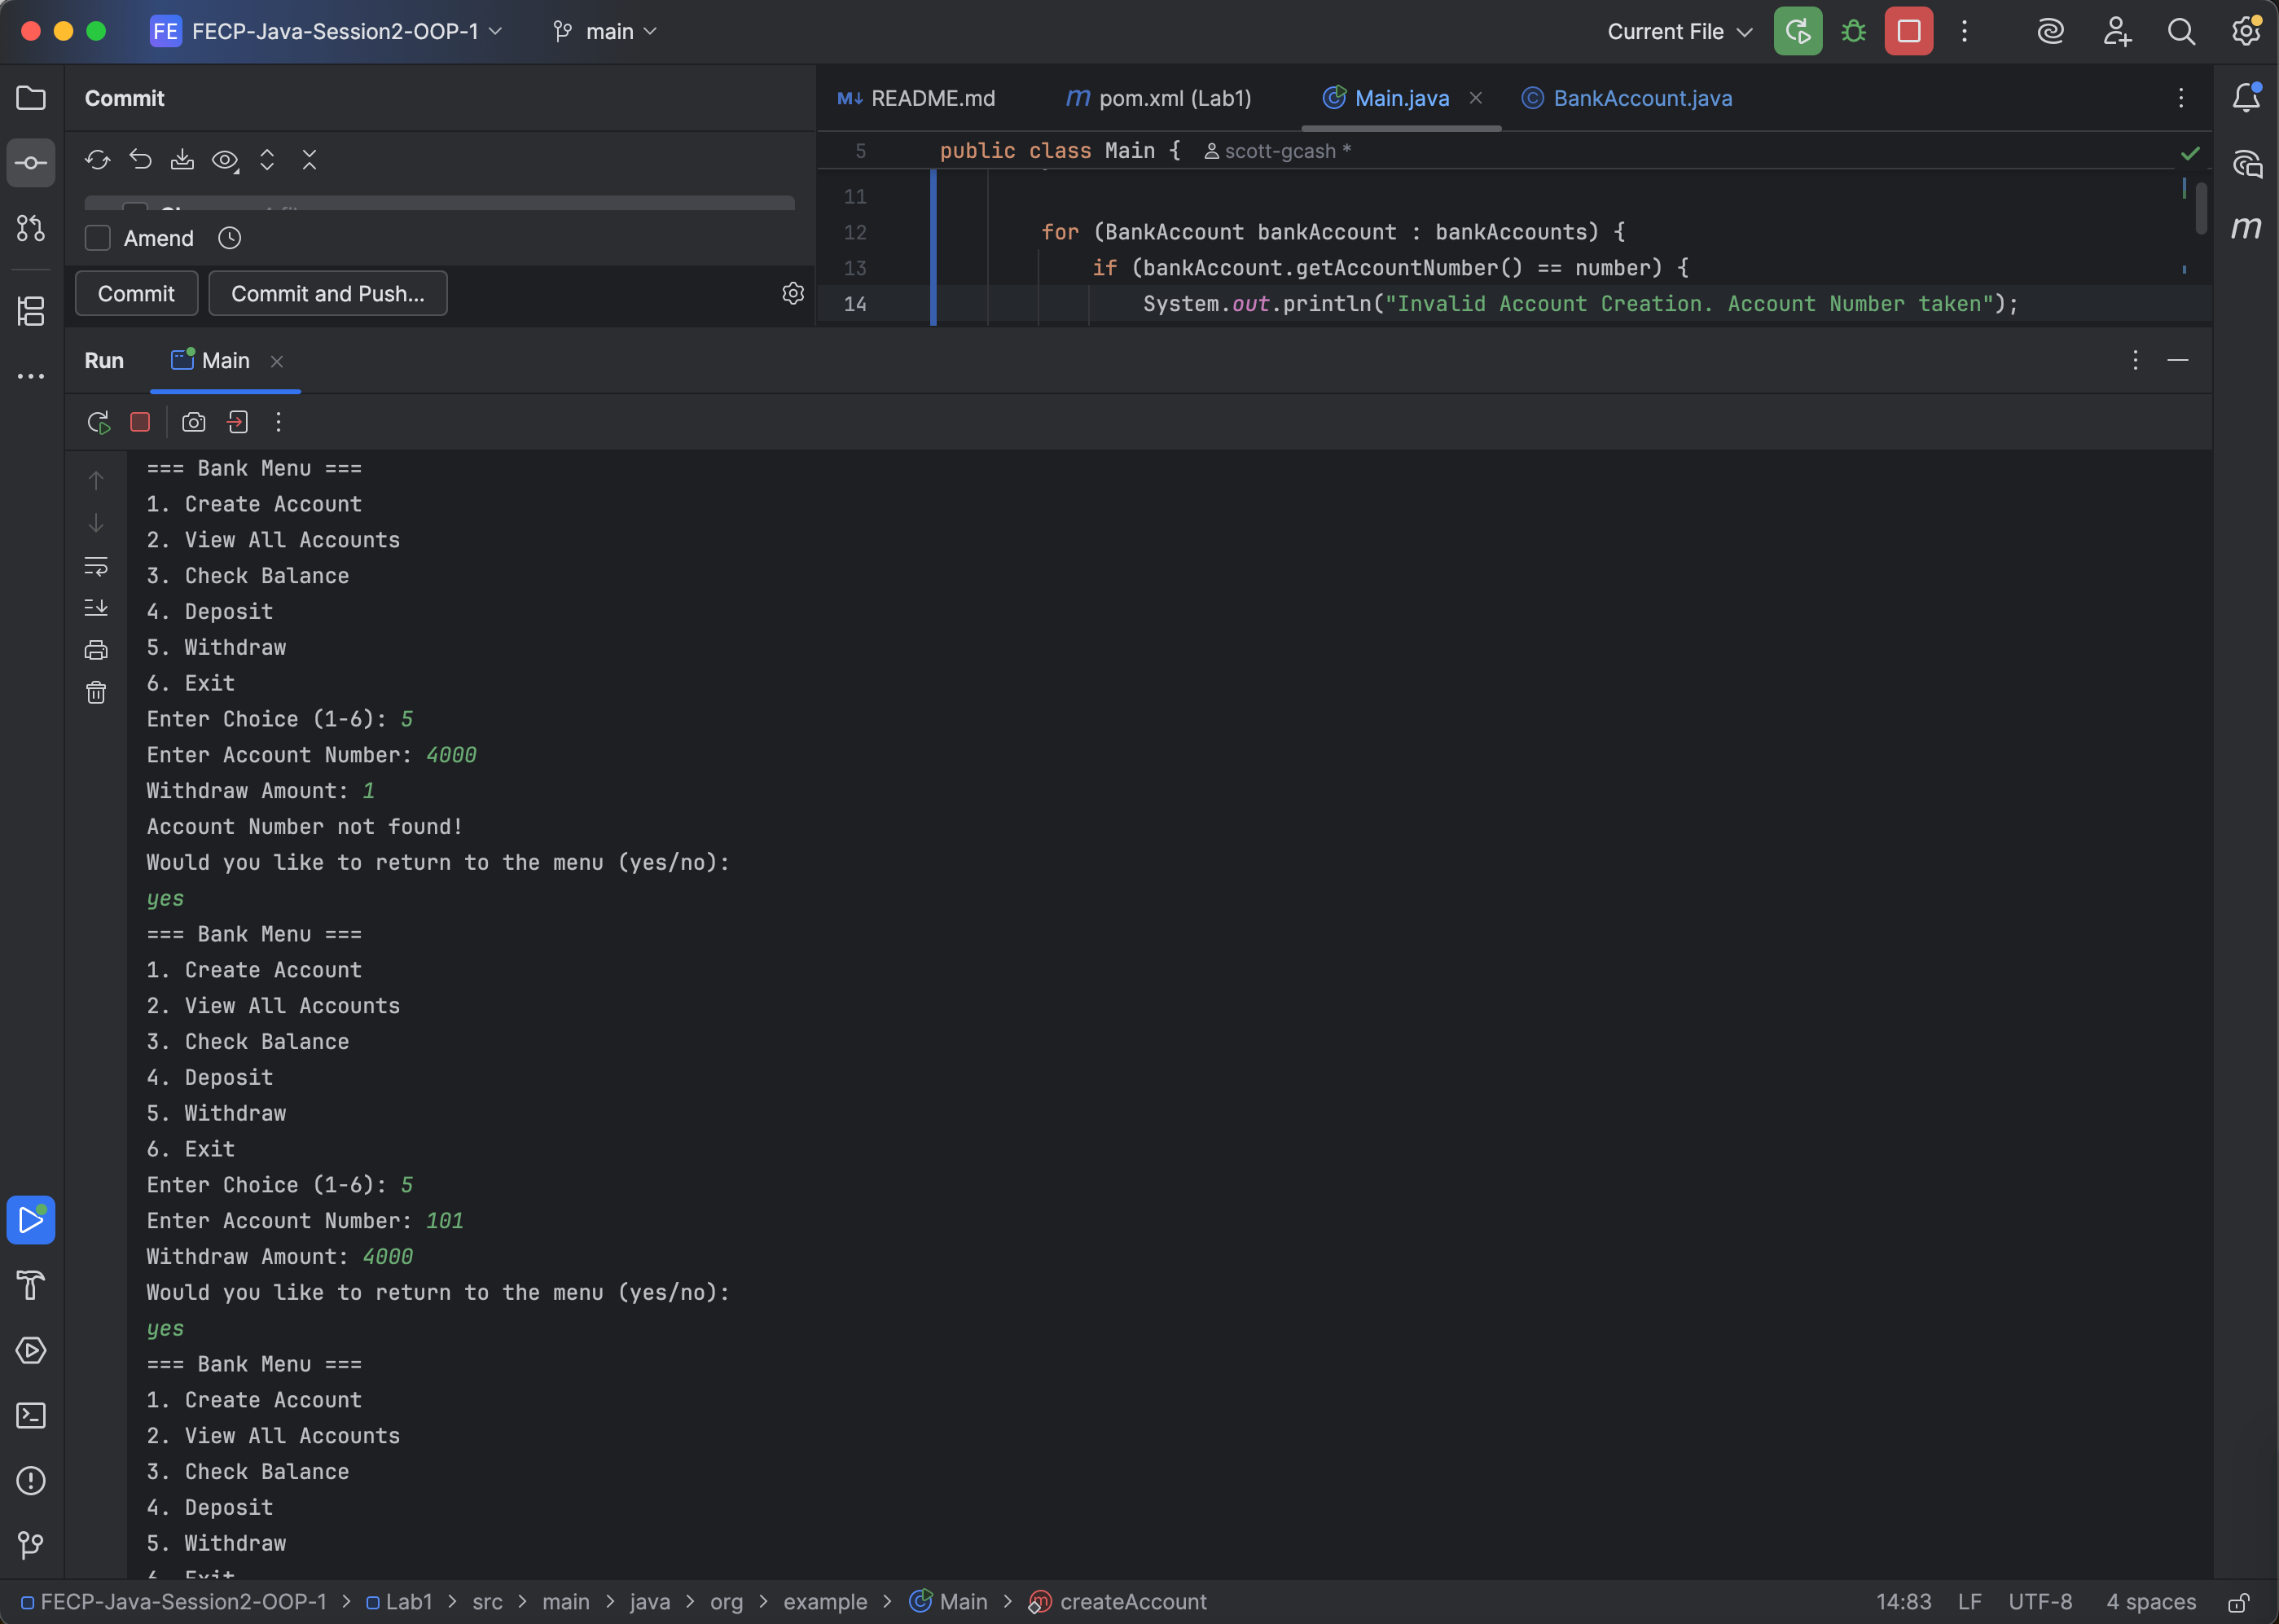 FE FECP-Java-Session2-OOP-1 main Current File
Commit
README.md pom.xml (Lab1) Main.java BankAccount.java
5 public class Main { scott-gcash *
11
Amend
12 for (BankAccount bankAccount : bankAccounts) {
13 if (bankAccount.getAccountNumber() == number) {
Commit Commit and Push...
14 System.out.println("Invalid Account Creation. Account Number taken");
Run Main
=== Bank Menu ===
1. Create Account
2. View All Accounts
3. Check Balance
4. Deposit
5. Withdraw
6. Exit
Enter Choice (1-6): 5
Enter Account Number: 4000
Withdraw Amount: 1
Account Number not found!
Would you like to return to the menu (yes/no):
yes
=== Bank Menu ===
1. Create Account
2. View All Accounts
3. Check Balance
4. Deposit
5. Withdraw
6. Exit
Enter Choice (1-6): 5
Enter Account Number: 101
Withdraw Amount: 4000
Would you like to return to the menu (yes/no):
yes
=== Bank Menu ===
1. Create Account
2. View All Accounts
3. Check Balance
4. Deposit
5. Withdraw
6. Exit
FECP-Java-Session2-OOP-1 > Lab1 > src > main > java > org > example > Main > createAccount 14:83 LF UTF-8 4 spaces